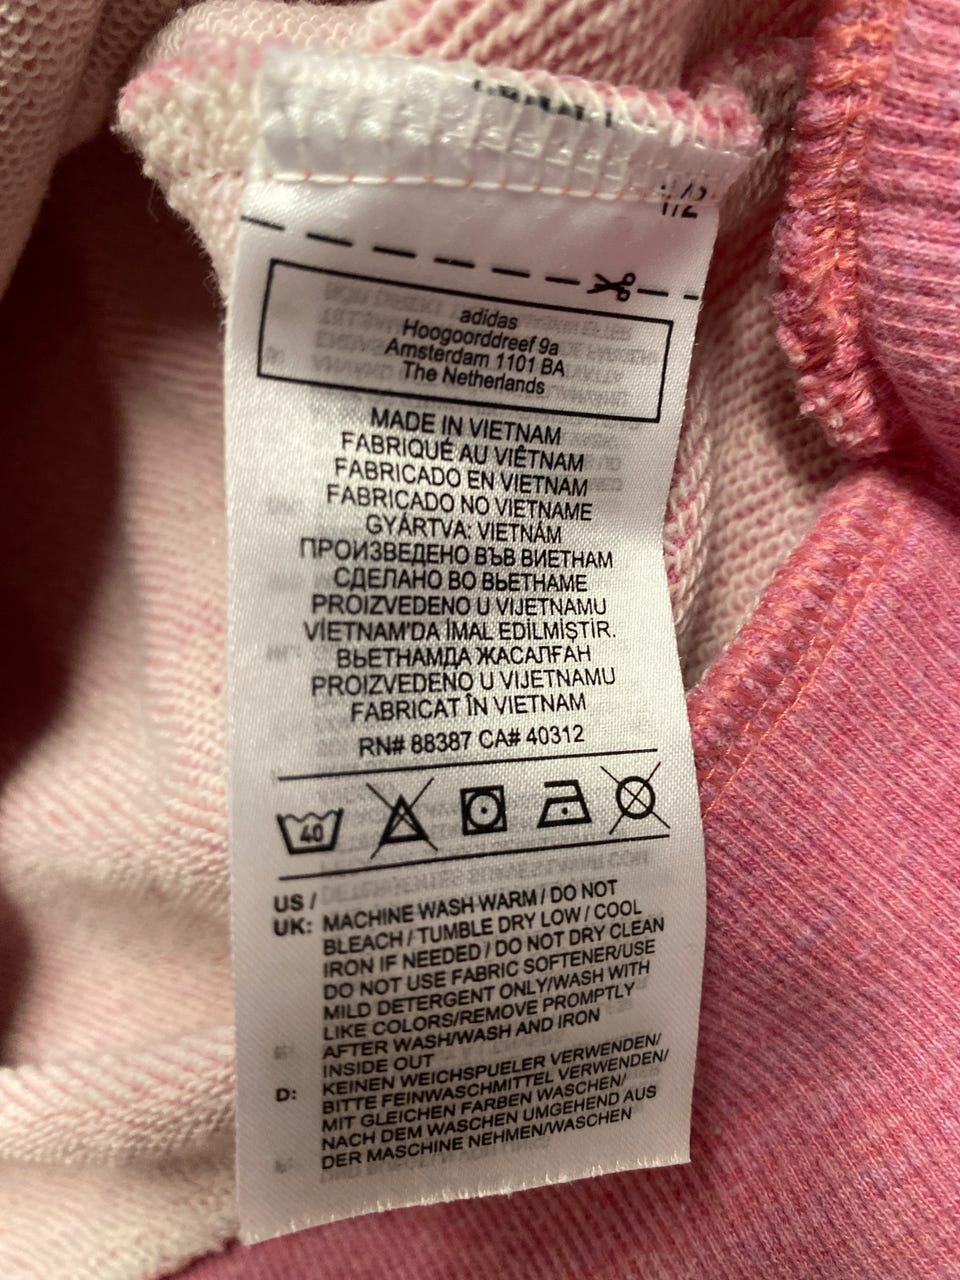 1/2
adidas
Hoogoorddreef 9a
Amsterdam 1101 BA
The Netherlands
MADE IN VIETNAM
FABRIQUÉ AU VIÊTNAM
FABRICADO EN VIETNAM
FABRICADO NO VIETNAME
GYÁRTVA: VIETNÁM
ПРОИЗВЕДЕНО ВЪВ ВИЕТНАМ
СДЕЛАНО ВО ВЬЕТНАМЕ
PROIZVEDENO U VIJETNAMU
VİETNAM'DA İMAL EDİLMİŞTİR.
ВЬЕТНАМДА ЖАСАЛҒАН
PROIZVEDENO U VIJETNAMU
FABRICAT ÎN VIETNAM
RN# 88387 CA# 40312
40
US /
UK: MACHINE WASH WARM / DO NOT
BLEACH / TUMBLE DRY LOW / COOL
IRON IF NEEDED / DO NOT DRY CLEAN
DO NOT USE FABRIC SOFTENER/USE
MILD DETERGENT ONLY/WASH WITH
LIKE COLORS/REMOVE PROMPTLY
AFTER WASH/WASH AND IRON
INSIDE OUT
D: KEINEN WEICHSPUELER VERWENDEN/
BITTE FEINWASCHMITTEL VERWENDEN/
MIT GLEICHEN FARBEN WASCHEN/
NACH DEM WASCHEN UMGEHEND AUS
DER MASCHINE NEHMEN/WASCHEN